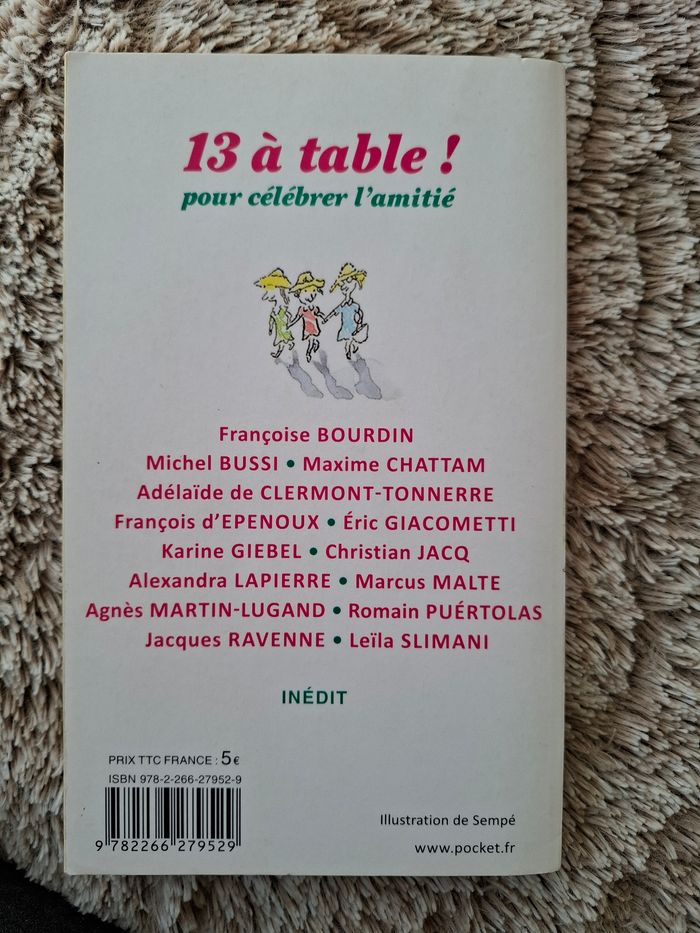 13 à table !
pour célébrer l'amitié
Françoise BOURDIN
Michel BUSSI • Maxime CHATTAM
Adélaïde de CLERMONT-TONNERRE
François d'EPENOUX • Éric GIACOMETTI
Karine GIEBEL • Christian JACQ
Alexandra LAPIERRE • Marcus MALTE
Agnès MARTIN-LUGAND • Romain PUÉRTOLAS
Jacques RAVENNE • Leïla SLIMANI
INÉDIT
PRIX TTC FRANCE : 5 €
ISBN 978-2-266-27952-9
9 782266 279529
Illustration de Sempé
www.pocket.fr